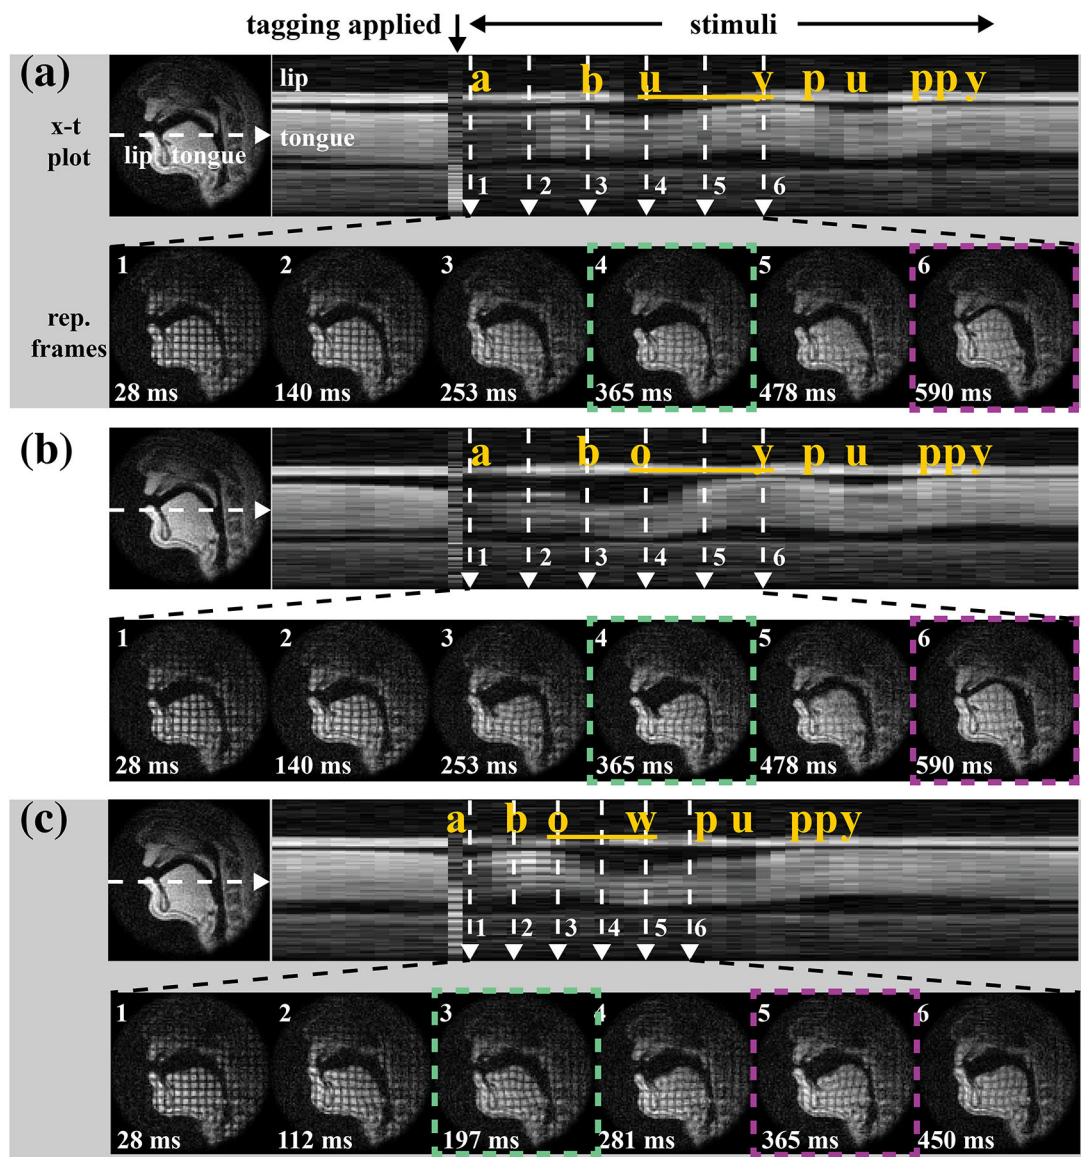 tagging applied
stimuli
(a)
x-t
plot
lip tongue
lip
tongue
a b u y p u ppy
1 2 3 4 5 6
rep.
frames
1 2 3 4 5 6
28 ms 140 ms 253 ms 365 ms 478 ms 590 ms
(b)
a b o y p u ppy
1 2 3 4 5 6
1 2 3 4 5 6
28 ms 140 ms 253 ms 365 ms 478 ms 590 ms
(c)
a b o w p u ppy
1 2 3 4 5 6
1 2 3 4 5 6
28 ms 112 ms 197 ms 281 ms 365 ms 450 ms